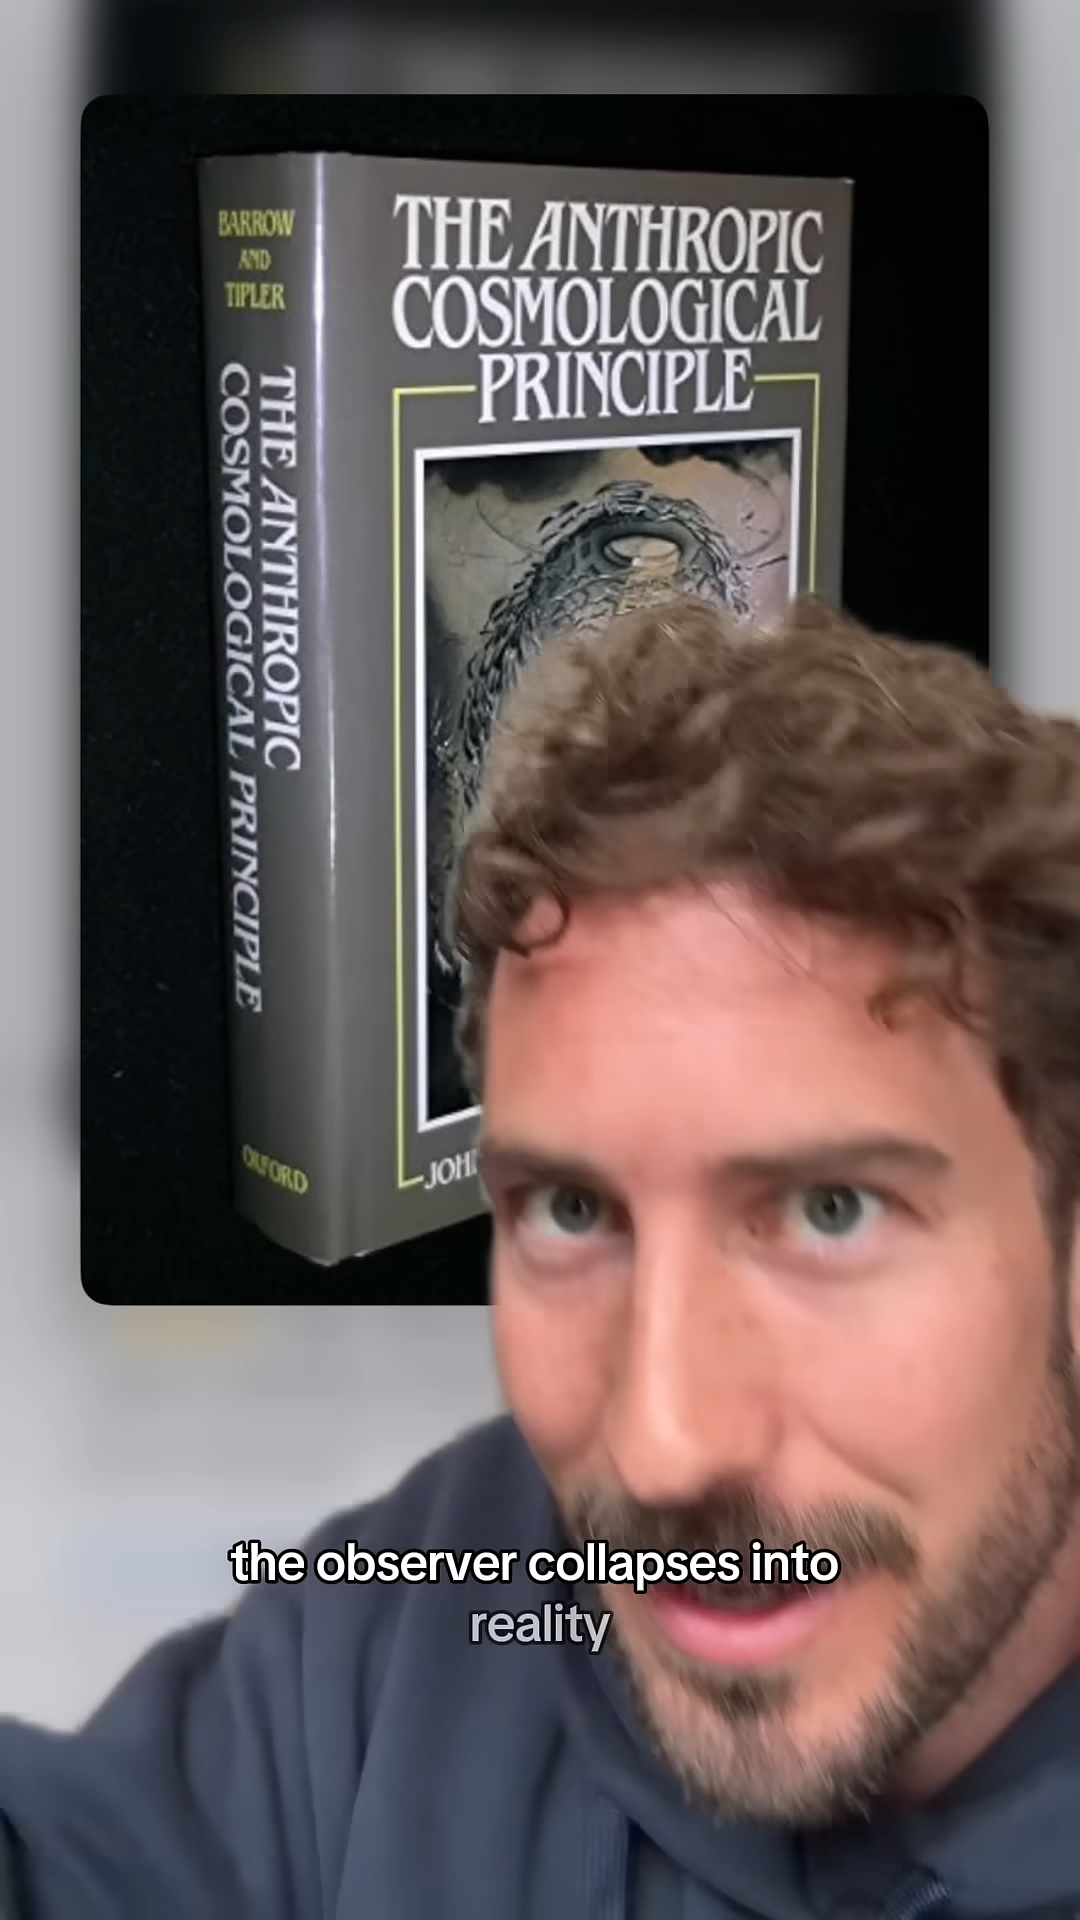 BARROW
AND
TIPLER
THE ANTHROPIC
COSMOLOGICAL PRINCIPLE
OXFORD
THE ANTHROPIC
COSMOLOGICAL
PRINCIPLE
JOH
the observer collapses into
reality